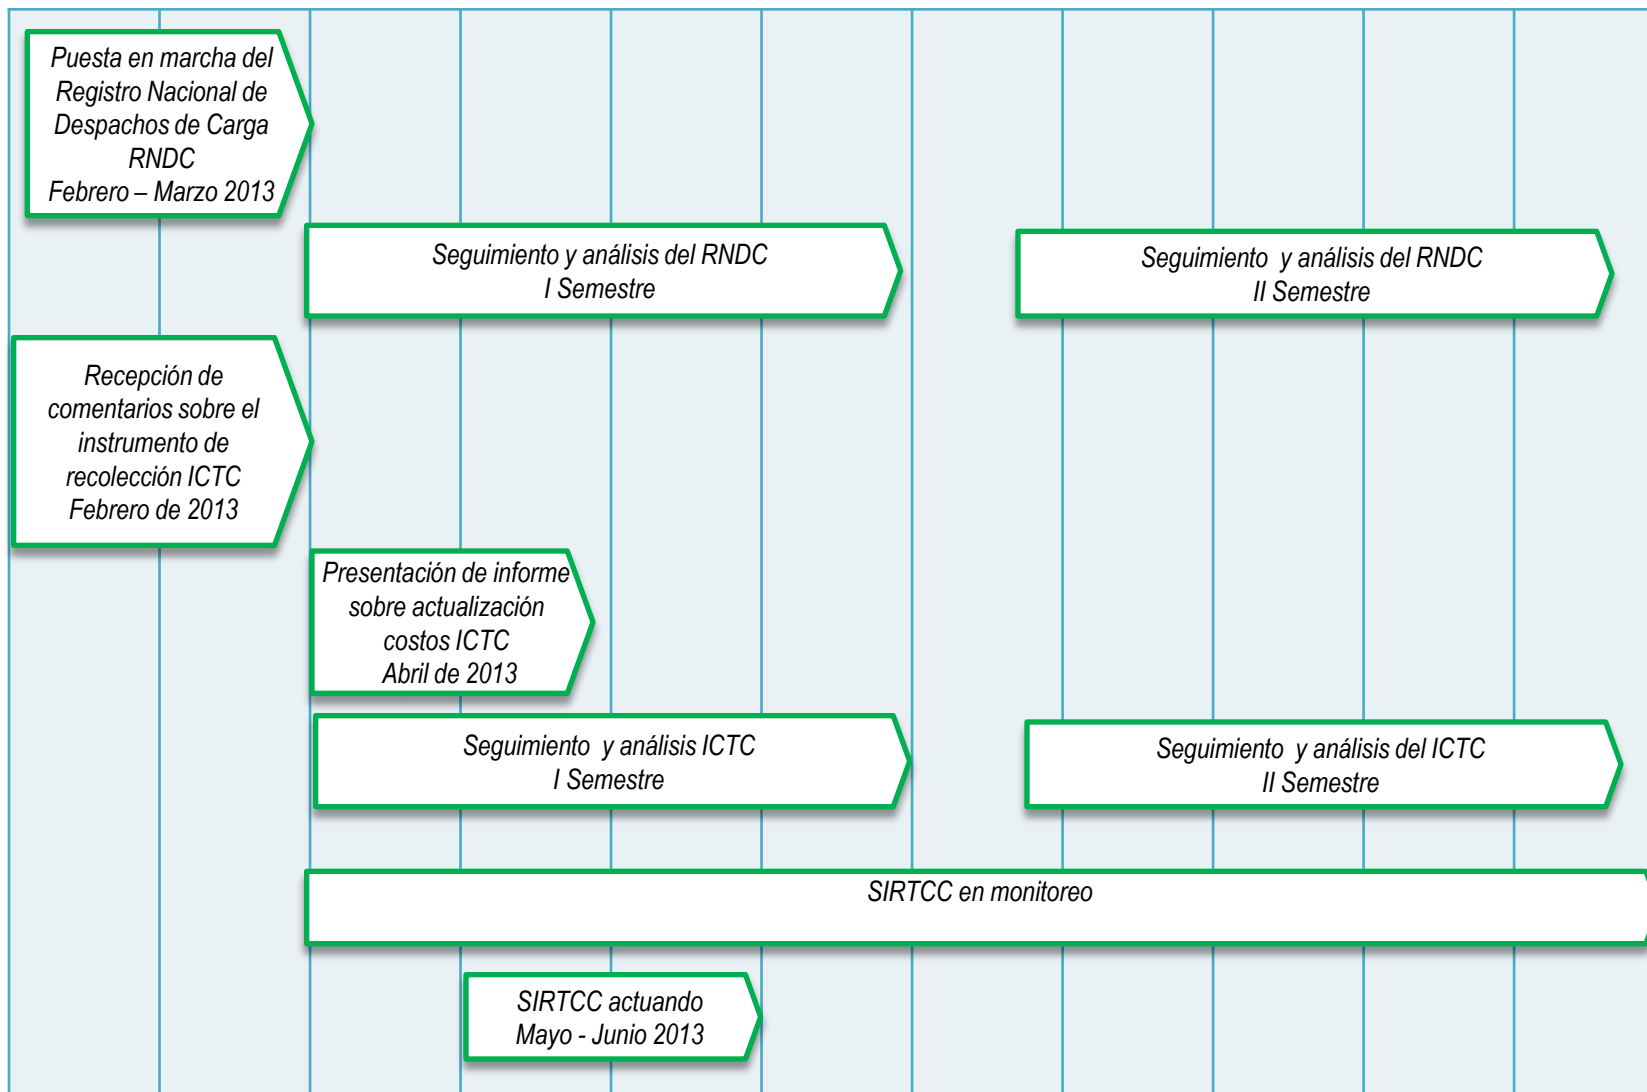 Puesta en marcha del
Registro Nacional de
Despachos de Carga
RNDC
Febrero – Marzo 2013
Seguimiento y análisis del RNDC
I Semestre
Seguimiento y análisis del RNDC
II Semestre
Recepción de
comentarios sobre el
instrumento de
recolección ICTC
Febrero de 2013
Presentación de informe
sobre actualización
costos ICTC
Abril de 2013
Seguimiento y análisis ICTC
I Semestre
Seguimiento y análisis del ICTC
II Semestre
SIRTCC en monitoreo
SIRTCC actuando
Mayo - Junio 2013